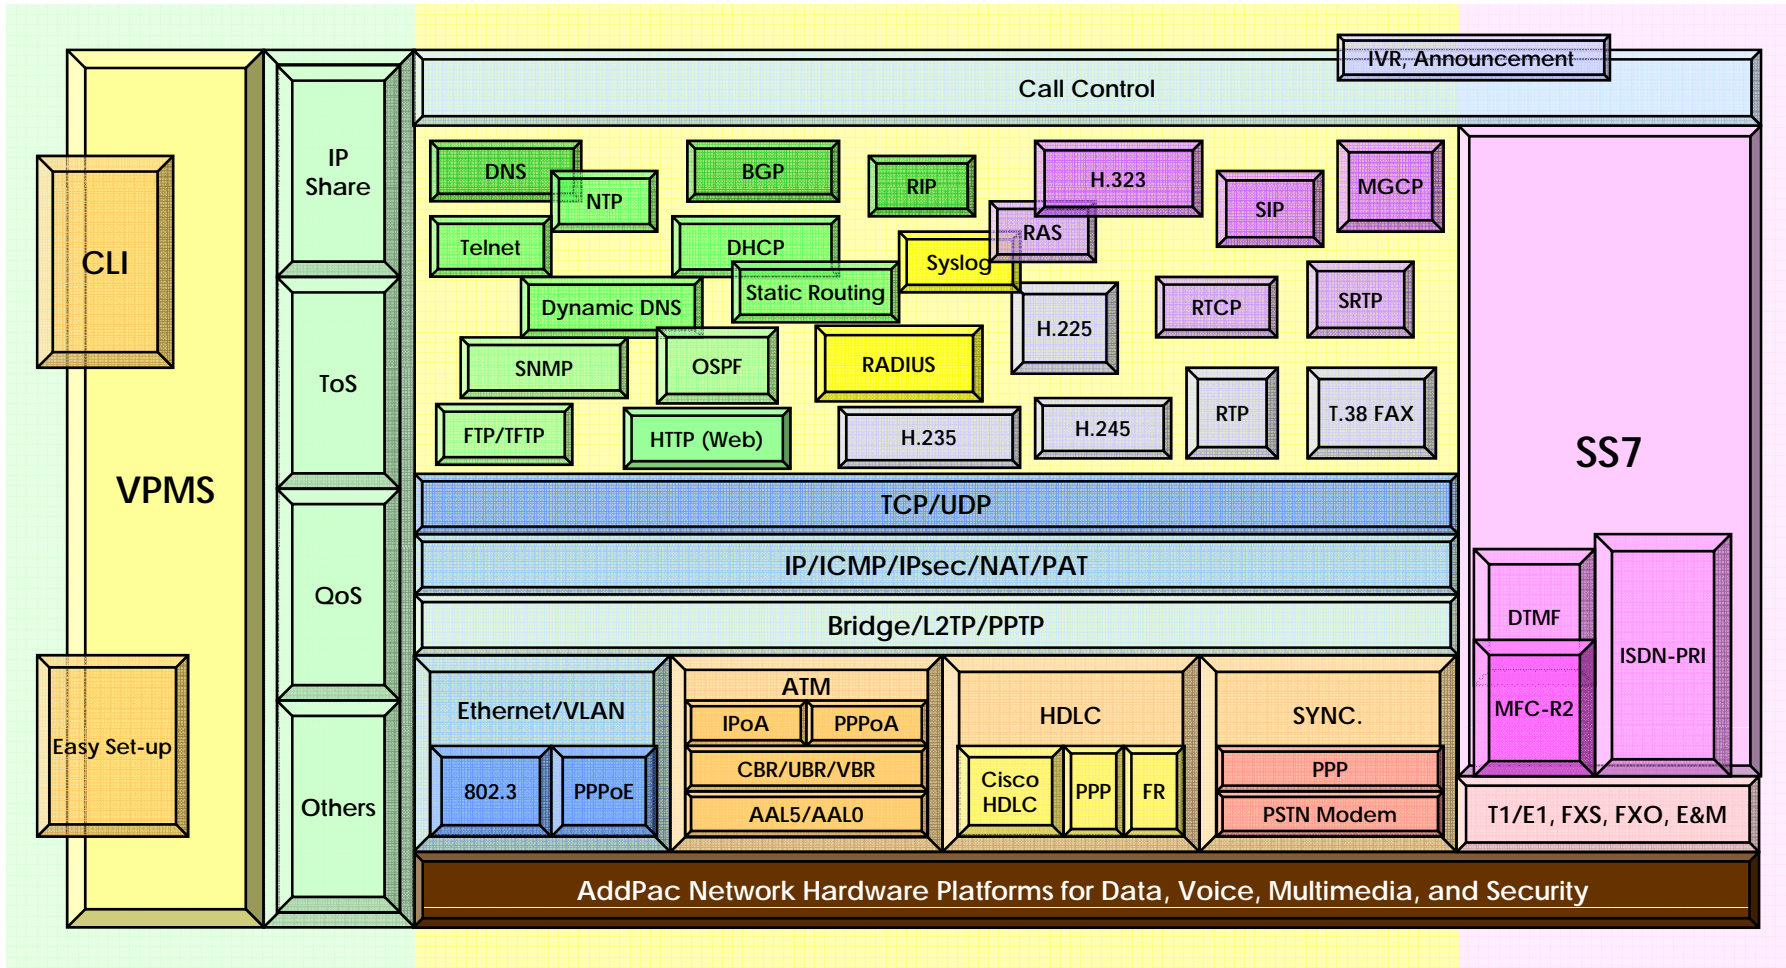 IVR, Announcement
Call Control
VPMS
CLI
Easy Set-up
IP
Share
ToS
QoS
Others
DNS
NTP
BGP
RIP
H.323
SIP
MGCP
Telnet
DHCP
Syslog
RAS
Dynamic DNS
Static Routing
H.225
RTCP
SRTP
SNMP
OSPF
RADIUS
FTP/TFTP
HTTP (Web)
H.235
H.245
RTP
T.38 FAX
TCP/UDP
IP/ICMP/IPsec/NAT/PAT
Bridge/L2TP/PPTP
Ethernet/VLAN
802.3
PPPoE
ATM
IPoA
PPPoA
CBR/UBR/VBR
AAL5/AAL0
HDLC
Cisco
HDLC
PPP
FR
SYNC.
PPP
PSTN Modem
SS7
DTMF
MFC-R2
ISDN-PRI
T1/E1, FXS, FXO, E&M
AddPac Network Hardware Platforms for Data, Voice, Multimedia, and Security